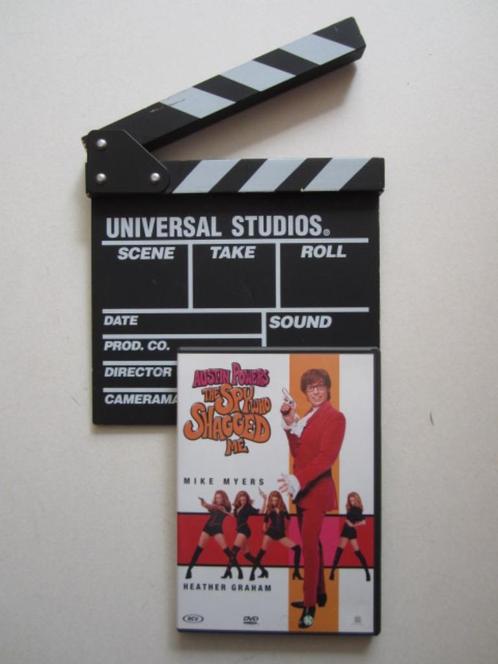 UNIVERSAL STUDIOS®
SCENE TAKE ROLL
DATE SOUND
PROD. CO.
DIRECTOR
CAMERAMA
AUSTIN POWERS
THE SPY WHO
SHAGGED
ME
MIKE MYERS
HEATHER GRAHAM
RCV DVD